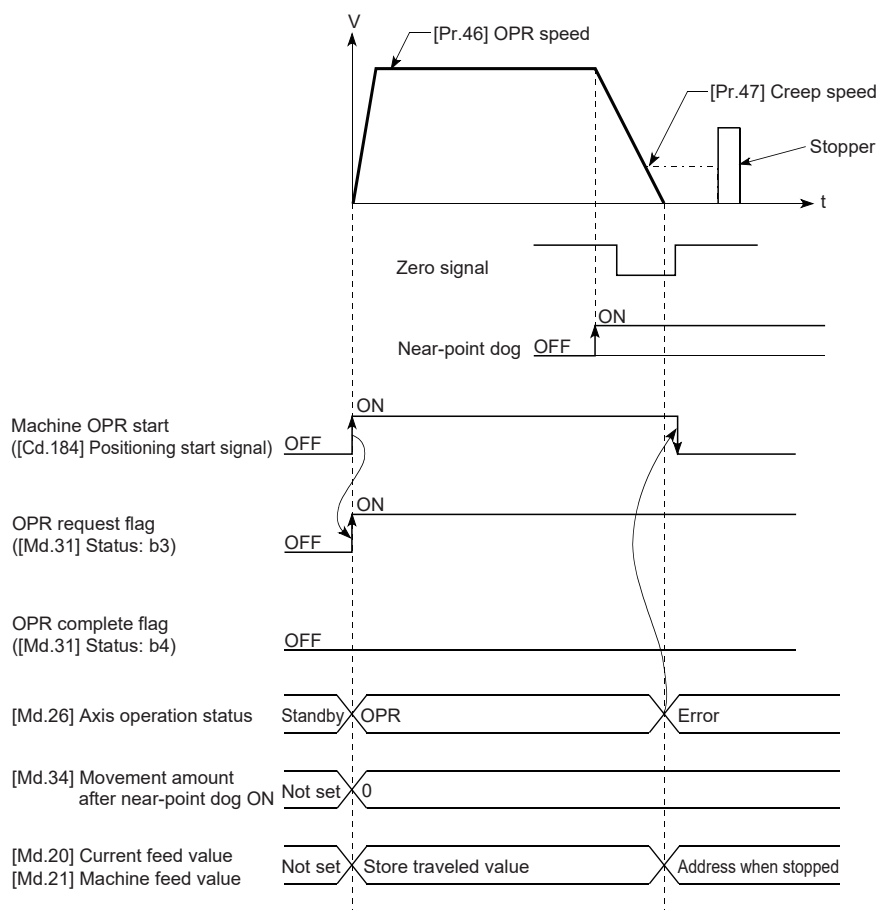 V
[Pr.46] OPR speed
[Pr.47] Creep speed
Stopper
t
Zero signal
ON
Near-point dog OFF
ON
Machine OPR start
([Cd.184] Positioning start signal) OFF
ON
OPR request flag
([Md.31] Status: b3) OFF
OPR complete flag
([Md.31] Status: b4) OFF
[Md.26] Axis operation status Standby OPR Error
[Md.34] Movement amount
after near-point dog ON Not set 0
[Md.20] Current feed value
[Md.21] Machine feed value Not set Store traveled value Address when stopped